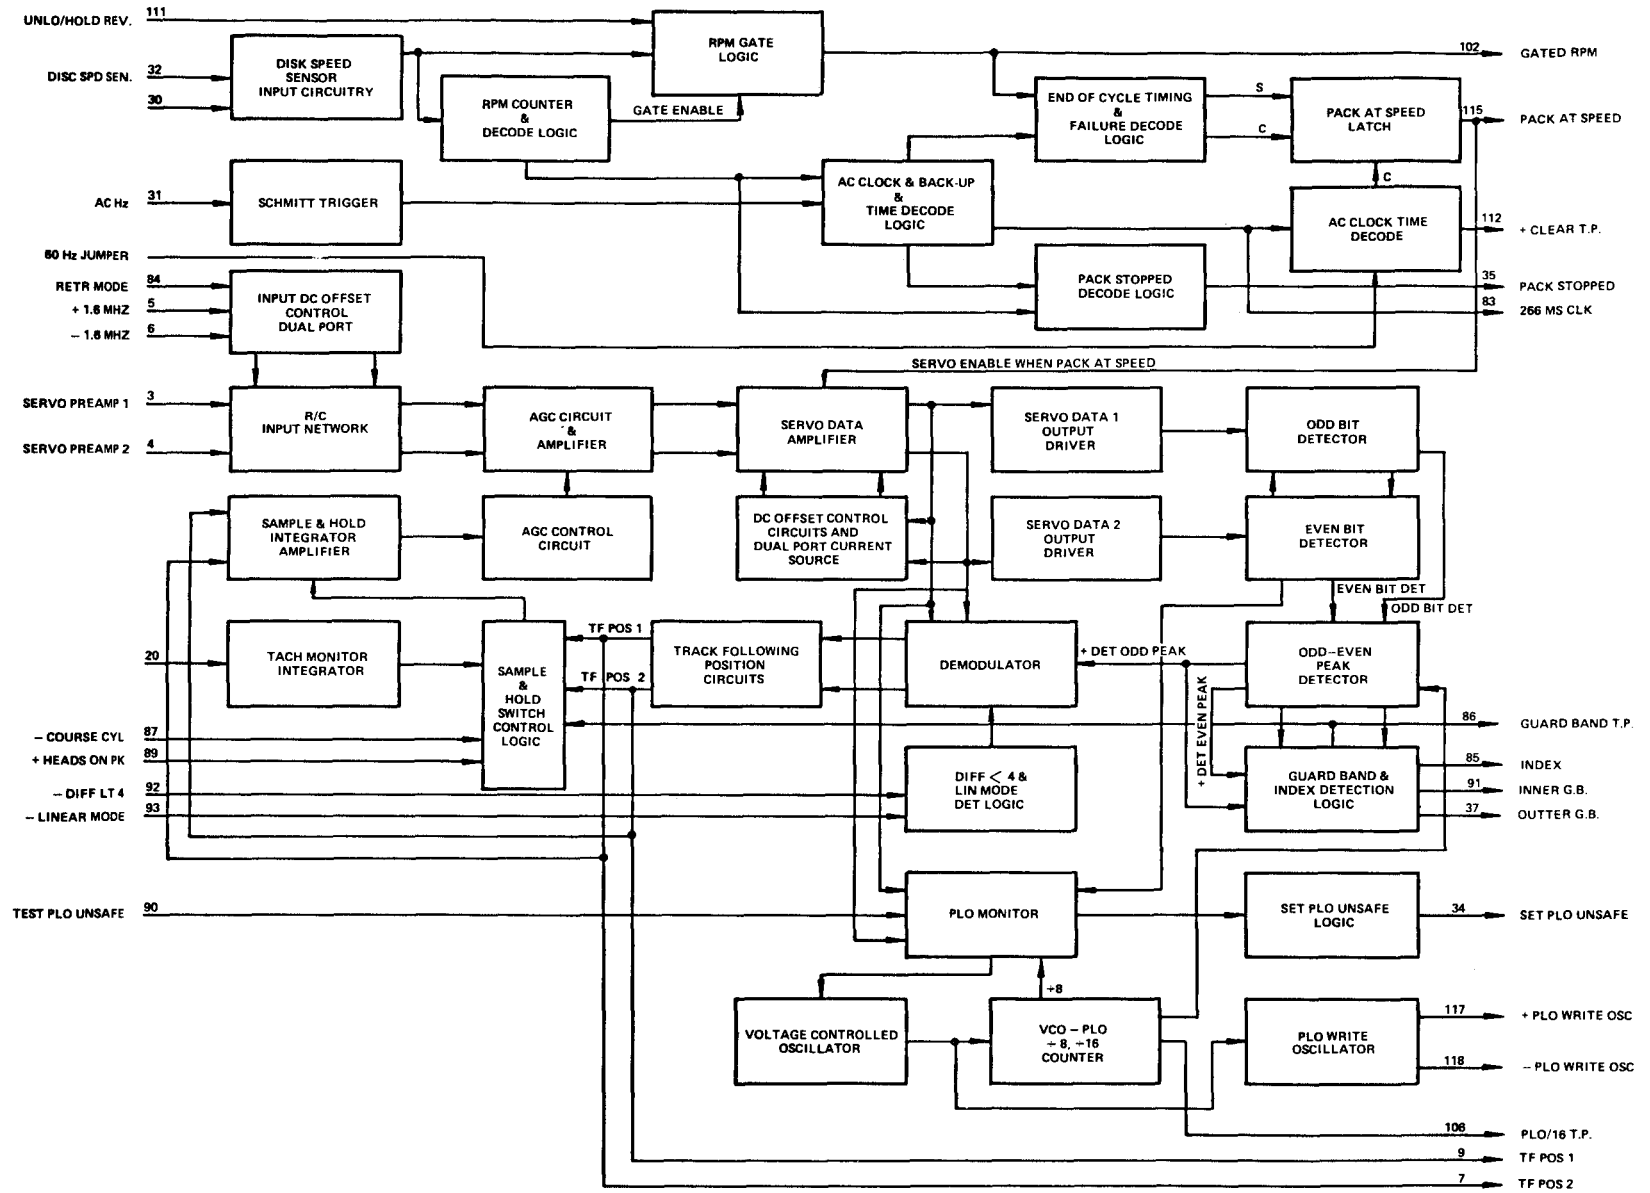 UNLO/HOLD REV.
111
DISC SPD SEN.
32
30
DISK SPEED
SENSOR
INPUT CIRCUITRY
RPM COUNTER
&
DECODE LOGIC
GATE ENABLE
RPM GATE
LOGIC
102
GATED RPM
END OF CYCLE TIMING
&
FAILURE DECODE
LOGIC
S
C
PACK AT SPEED
LATCH
115
PACK AT SPEED
AC Hz
31
SCHMITT TRIGGER
AC CLOCK & BACK-UP
&
TIME DECODE
LOGIC
C
AC CLOCK TIME
DECODE
112
+ CLEAR T.P.
60 Hz JUMPER
PACK STOPPED
DECODE LOGIC
35
PACK STOPPED
83
266 MS CLK
RETR MODE
84
+ 1.6 MHZ
5
– 1.6 MHZ
6
INPUT DC OFFSET
CONTROL
DUAL PORT
SERVO ENABLE WHEN PACK AT SPEED
SERVO PREAMP 1
3
SERVO PREAMP 2
4
R/C
INPUT NETWORK
AGC CIRCUIT
&
AMPLIFIER
SERVO DATA
AMPLIFIER
SERVO DATA 1
OUTPUT
DRIVER
ODD BIT
DETECTOR
SAMPLE & HOLD
INTEGRATOR
AMPLIFIER
AGC CONTROL
CIRCUIT
DC OFFSET CONTROL
CIRCUITS AND
DUAL PORT CURRENT
SOURCE
SERVO DATA 2
OUTPUT
DRIVER
EVEN BIT
DETECTOR
EVEN BIT DET
ODD BIT DET
20
TACH MONITOR
INTEGRATOR
SAMPLE
&
HOLD
SWITCH
CONTROL
LOGIC
TF POS 1
TF POS 2
TRACK FOLLOWING
POSITION
CIRCUITS
DEMODULATOR
+ DET ODD PEAK
+ DET EVEN PEAK
ODD–EVEN
PEAK
DETECTOR
– COURSE CYL
87
+ HEADS ON PK
89
– DIFF LT 4
92
– LINEAR MODE
93
DIFF < 4 &
LIN MODE
DET LOGIC
GUARD BAND &
INDEX DETECTION
LOGIC
86
GUARD BAND T.P.
85
INDEX
91
INNER G.B.
37
OUTTER G.B.
TEST PLO UNSAFE
90
PLO MONITOR
SET PLO UNSAFE
LOGIC
34
SET PLO UNSAFE
÷8
VOLTAGE CONTROLLED
OSCILLATOR
VCO – PLO
÷ 8, ÷16
COUNTER
PLO WRITE
OSCILLATOR
117
+ PLO WRITE OSC
118
– PLO WRITE OSC
106
PLO/16 T.P.
9
TF POS 1
7
TF POS 2